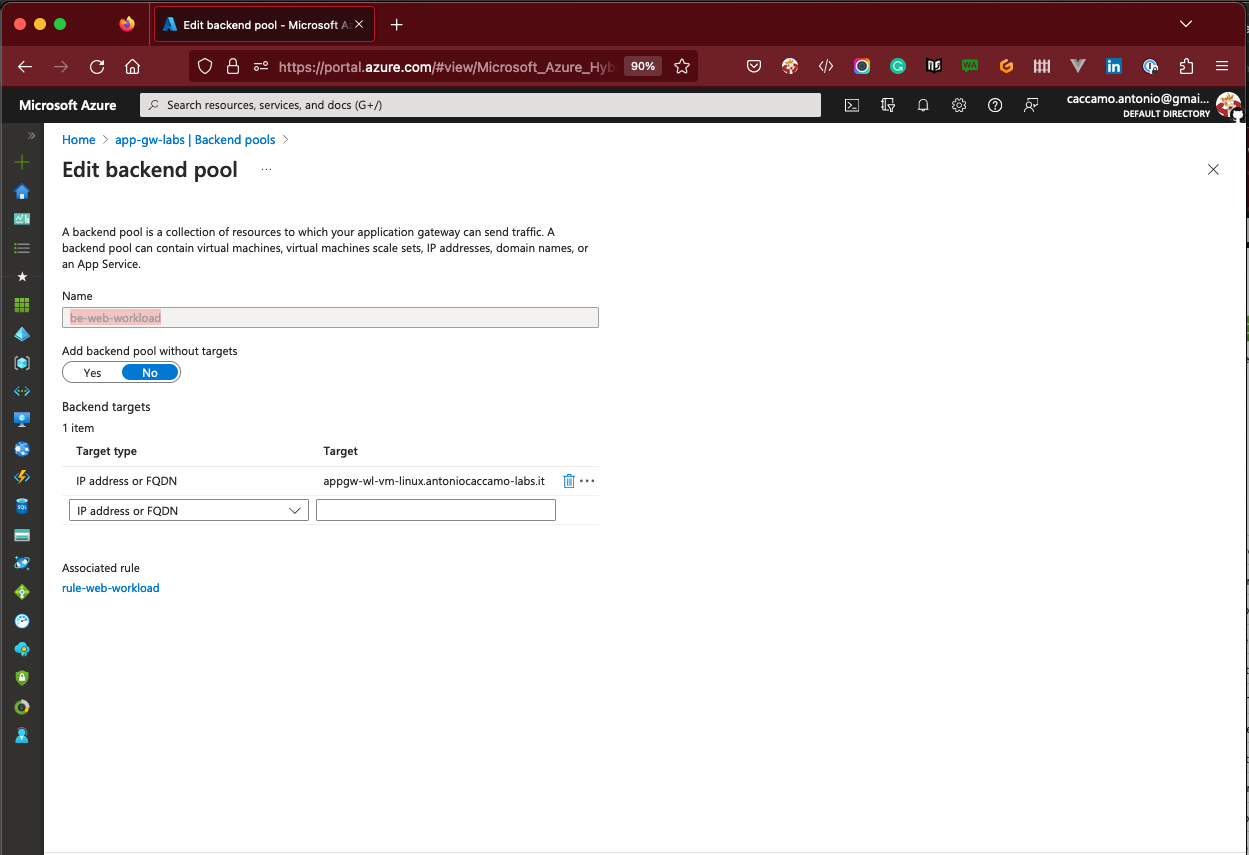 Edit backend pool - Microsoft A
https://portal.azure.com/#view/Microsoft_Azure_Hyb
90%
Microsoft Azure
Search resources, services, and docs (G+/)
caccamo.antonio@gmai...
DEFAULT DIRECTORY
Home > app-gw-labs | Backend pools >
Edit backend pool ...
A backend pool is a collection of resources to which your application gateway can send traffic. A
backend pool can contain virtual machines, virtual machines scale sets, IP addresses, domain names, or
an App Service.
Name
be-web-workload
Add backend pool without targets
Yes No
Backend targets
1 item
Target type Target
IP address or FQDN appgw-wl-vm-linux.antoniocaccamo-labs.it
IP address or FQDN
Associated rule
rule-web-workload